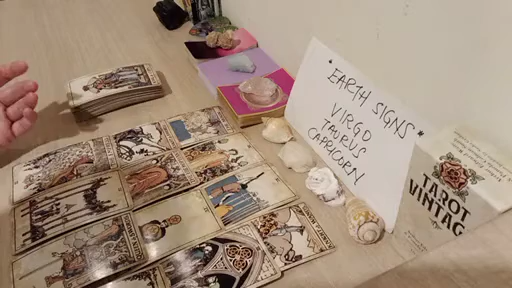 *EARTH SIGNS*
VIRGO
TAURUS
CAPRICORN
TAROT
VINTAG